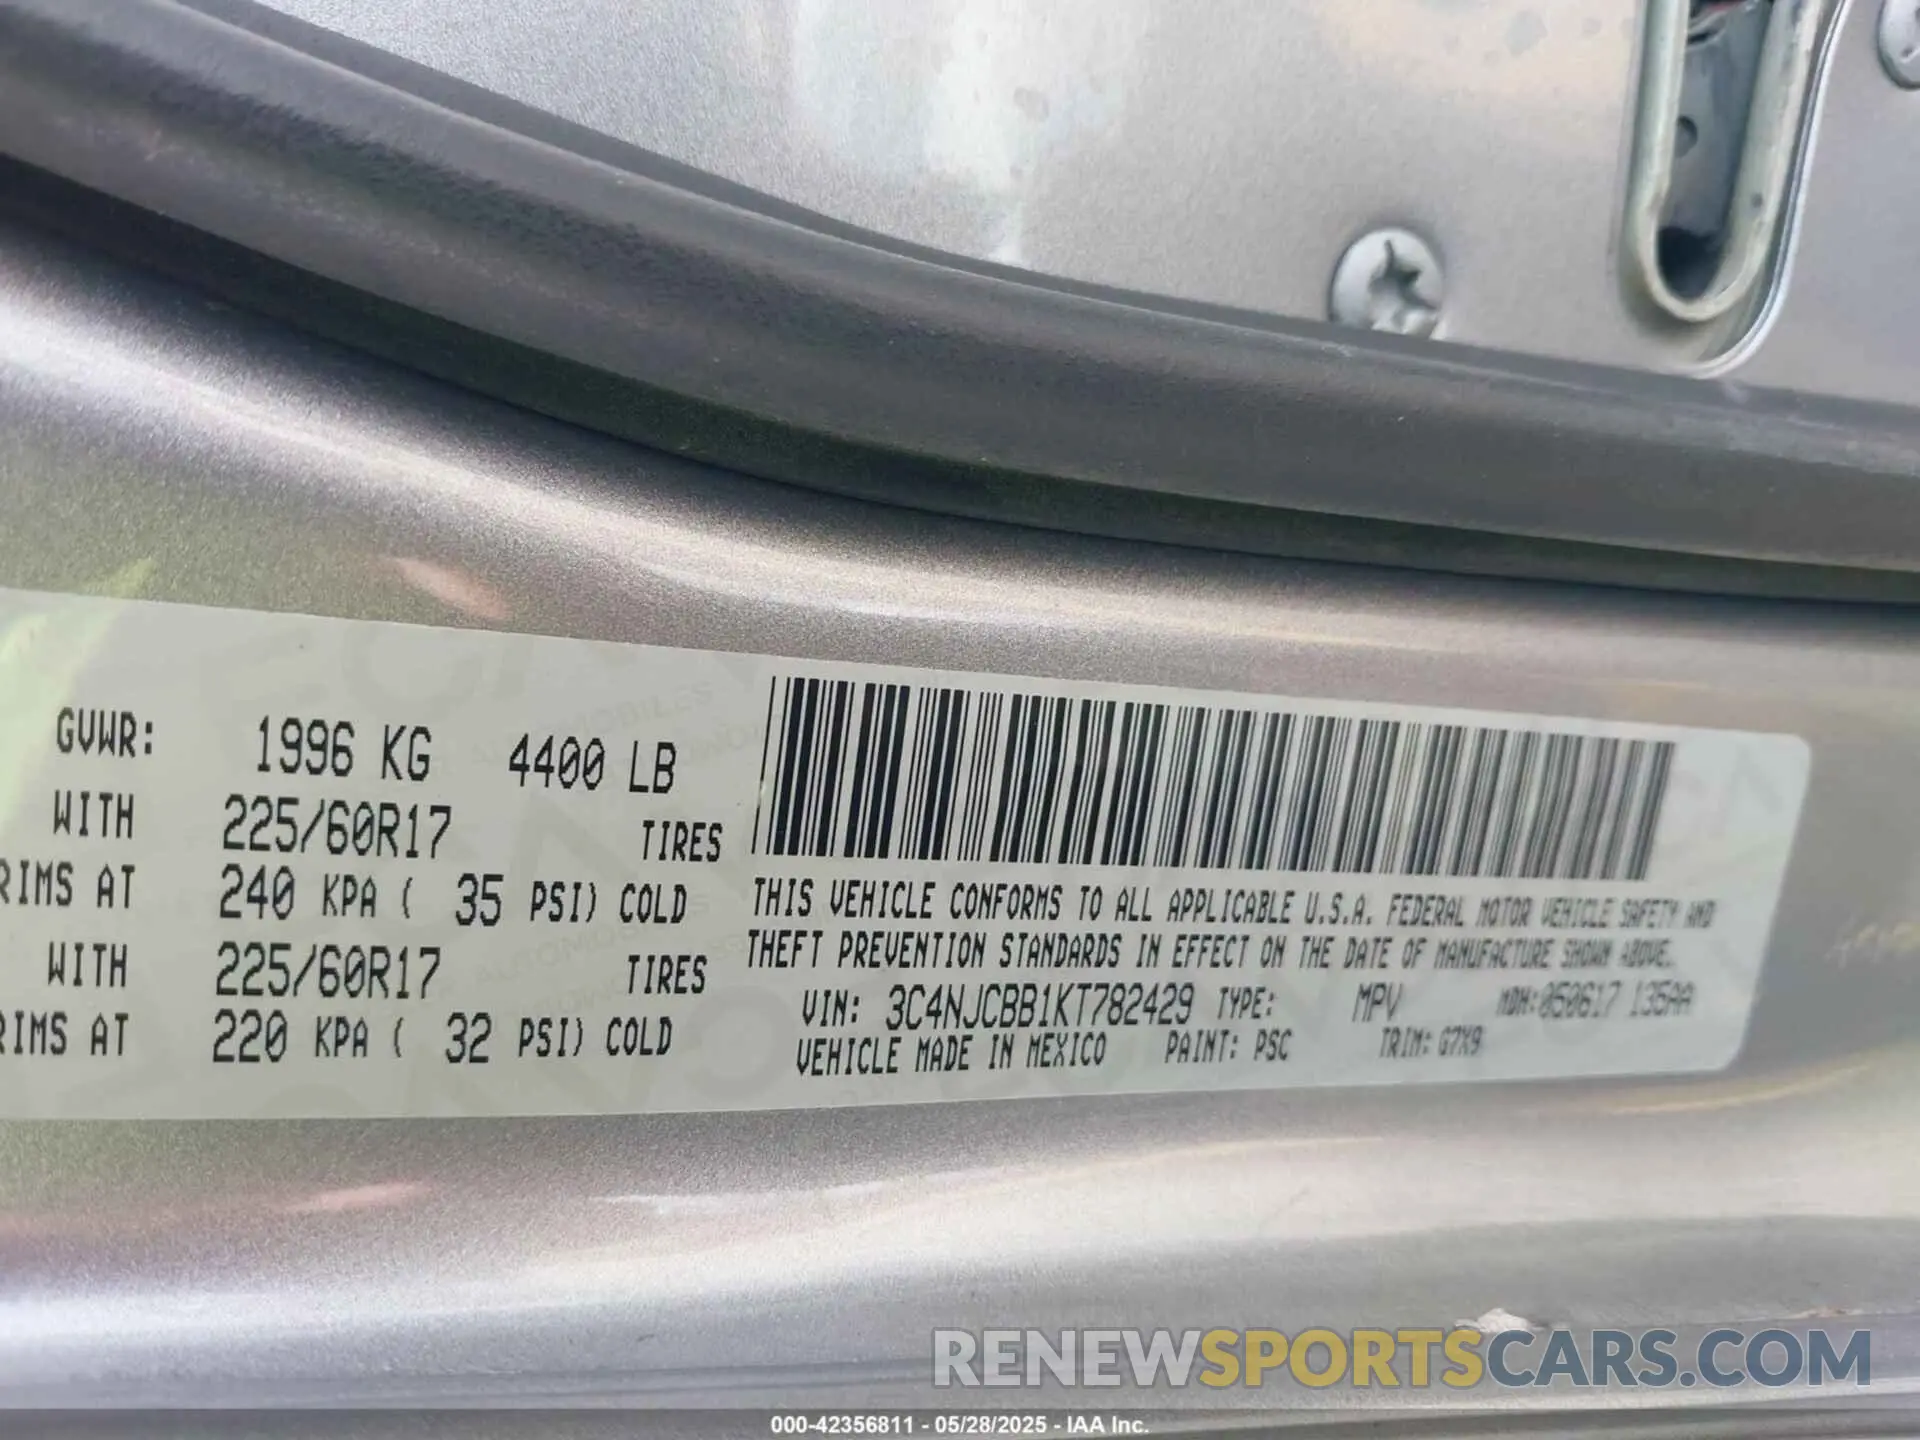 GVWR: 1996 KG 4400 LB
WITH 225/60R17 TIRES
RIMS AT 240 KPA ( 35 PSI) COLD
WITH 225/60R17 TIRES
RIMS AT 220 KPA ( 32 PSI) COLD
THIS VEHICLE CONFORMS TO ALL APPLICABLE U.S.A. FEDERAL MOTOR VEHICLE SAFETY AND
THEFT PREVENTION STANDARDS IN EFFECT ON THE DATE OF MANUFACTURE SHOWN ABOVE.
VIN: 3C4NJCBB1KT782429 TYPE: MPV MDH:050617 135AA
VEHICLE MADE IN MEXICO PAINT: PSC TRIM: G7X9
RENEWSPORTSCARS.COM
000-42356811 - 05/28/2025 - IAA Inc.